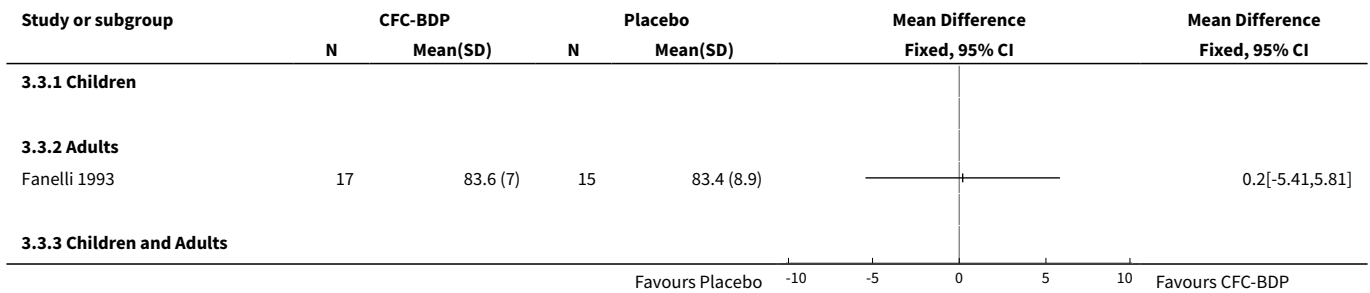 Study or subgroup CFC-BDP Placebo Mean Difference Mean Difference
N Mean(SD) N Mean(SD) Fixed, 95% CI Fixed, 95% CI
3.3.1 Children
3.3.2 Adults
Fanelli 1993 17 83.6 (7) 15 83.4 (8.9) 0.2[-5.41,5.81]
3.3.3 Children and Adults
Favours Placebo -10 -5 0 5 10 Favours CFC-BDP